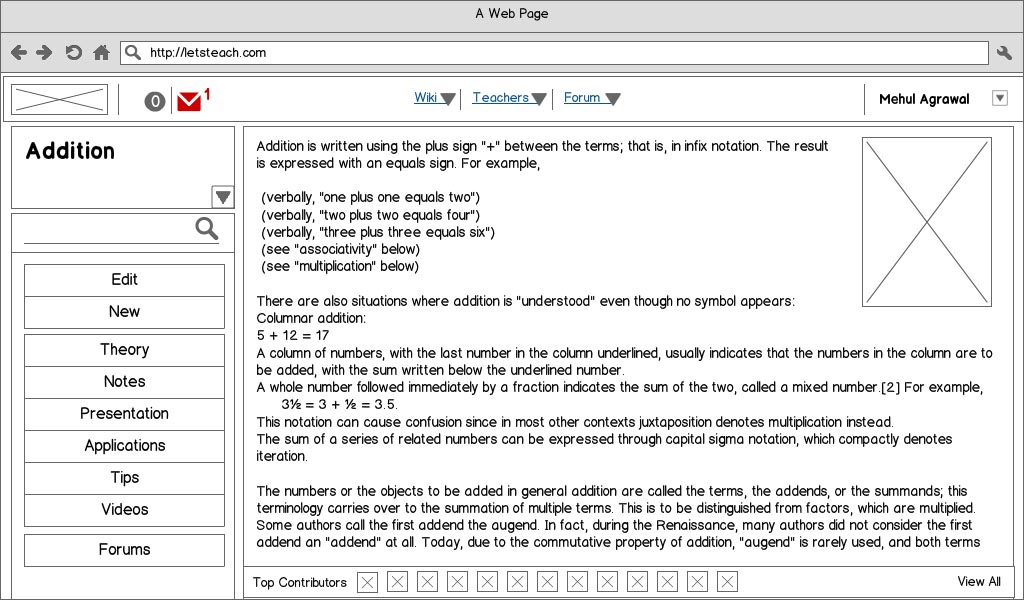 A Web Page
http://letsteach.com
0
1
Wiki
Teachers
Forum
Mehul Agrawal
Addition
Edit
New
Theory
Notes
Presentation
Applications
Tips
Videos
Forums
Addition is written using the plus sign "+" between the terms; that is, in infix notation. The result
is expressed with an equals sign. For example,
(verbally, "one plus one equals two")
(verbally, "two plus two equals four")
(verbally, "three plus three equals six")
(see "associativity" below)
(see "multiplication" below)
There are also situations where addition is "understood" even though no symbol appears:
Columnar addition:
5 + 12 = 17
A column of numbers, with the last number in the column underlined, usually indicates that the numbers in the column are to
be added, with the sum written below the underlined number.
A whole number followed immediately by a fraction indicates the sum of the two, called a mixed number.[2] For example,
3½ = 3 + ½ = 3.5.
This notation can cause confusion since in most other contexts juxtaposition denotes multiplication instead.
The sum of a series of related numbers can be expressed through capital sigma notation, which compactly denotes
iteration.
The numbers or the objects to be added in general addition are called the terms, the addends, or the summands; this
terminology carries over to the summation of multiple terms. This is to be distinguished from factors, which are multiplied.
Some authors call the first addend the augend. In fact, during the Renaissance, many authors did not consider the first
addend an "addend" at all. Today, due to the commutative property of addition, "augend" is rarely used, and both terms
Top Contributors
View All